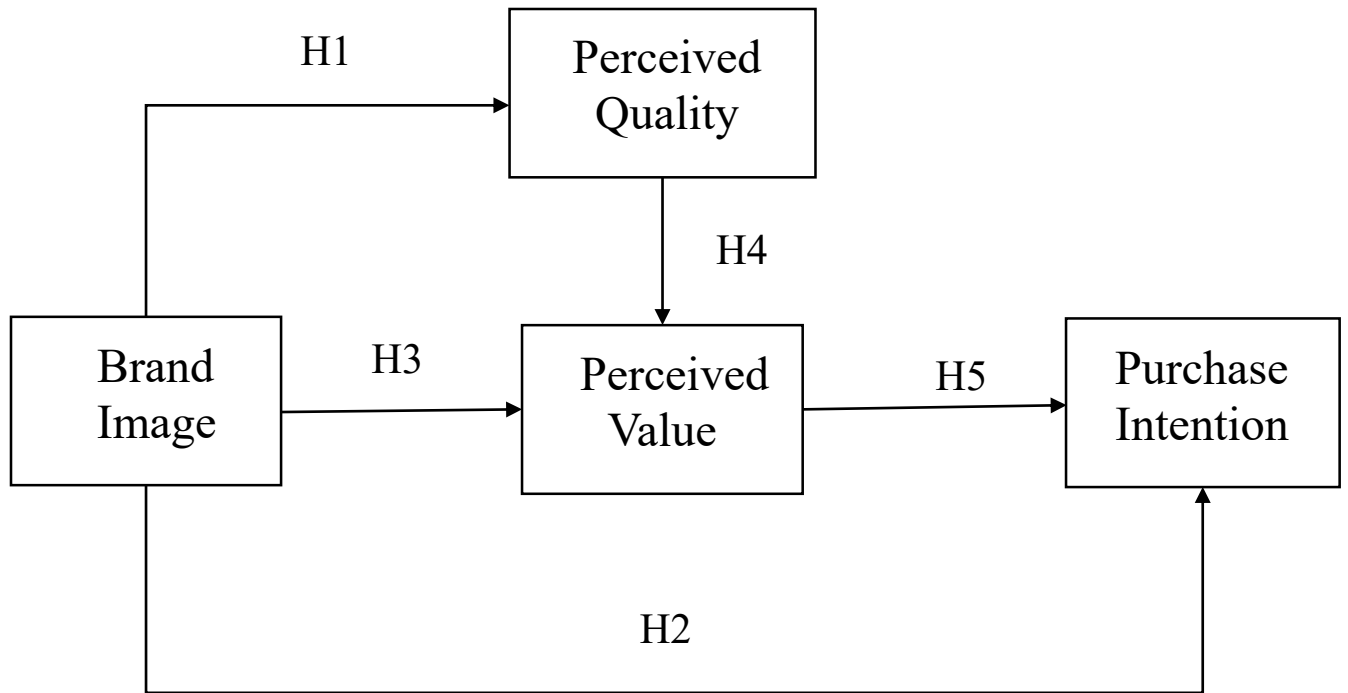 H1
Perceived
Quality
H4
Brand
Image
H3
Perceived
Value
H5
Purchase
Intention
H2